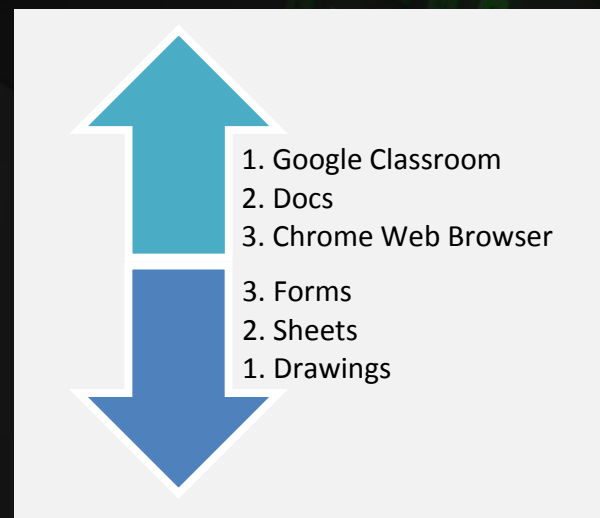 1. Google Classroom
2. Docs
3. Chrome Web Browser
3. Forms
2. Sheets
1. Drawings